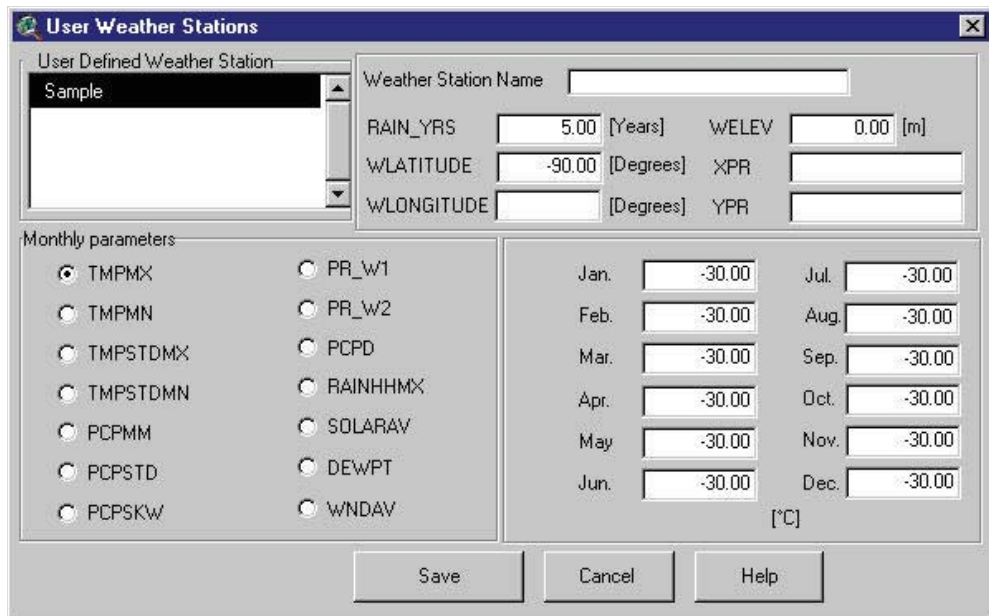 User Weather Stations
User Defined Weather Station
Sample
Weather Station Name
RAIN_YRS 5.00 [Years] WELEV 0.00 [m]
WLATITUDE -90.00 [Degrees] XPR
WLONGITUDE [Degrees] YPR
Monthly parameters
TMPMX PR_W1
TMPMN PR_W2
TMPSTDMX PCPD
TMPSTDMN RAINHHMX
PCPMM SOLARAV
PCPSTD DEWPT
PCPSKW WNDAV
Jan. -30.00 Jul. -30.00
Feb. -30.00 Aug. -30.00
Mar. -30.00 Sep. -30.00
Apr. -30.00 Oct. -30.00
May -30.00 Nov. -30.00
Jun. -30.00 Dec. -30.00
[°C]
Save Cancel Help